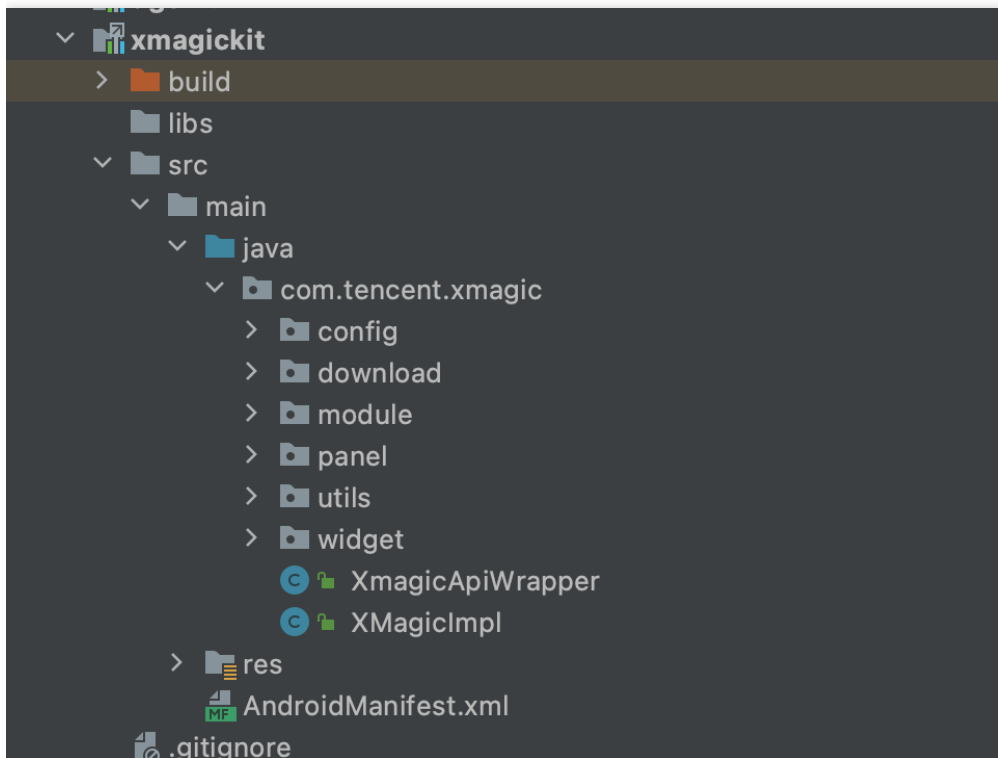 xmagickit
build
libs
src
main
java
com.tencent.xmagic
config
download
module
panel
utils
widget
C XmagicApiWrapper
C XMagicImpl
res
MF AndroidManifest.xml
.gitignore